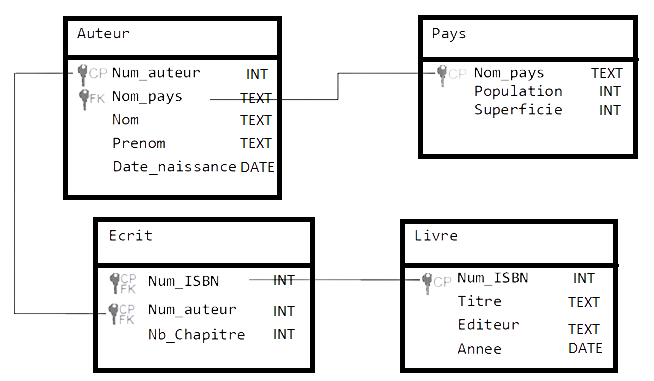 Auteur
CP Num_auteur INT
FK Nom_pays TEXT
Nom TEXT
Prenom TEXT
Date_naissance DATE
Pays
CP Nom_pays TEXT
Population INT
Superficie INT
Ecrit
CP FK Num_ISBN INT
CP FK Num_auteur INT
Nb_Chapitre INT
Livre
CP Num_ISBN INT
Titre TEXT
Editeur TEXT
Annee DATE